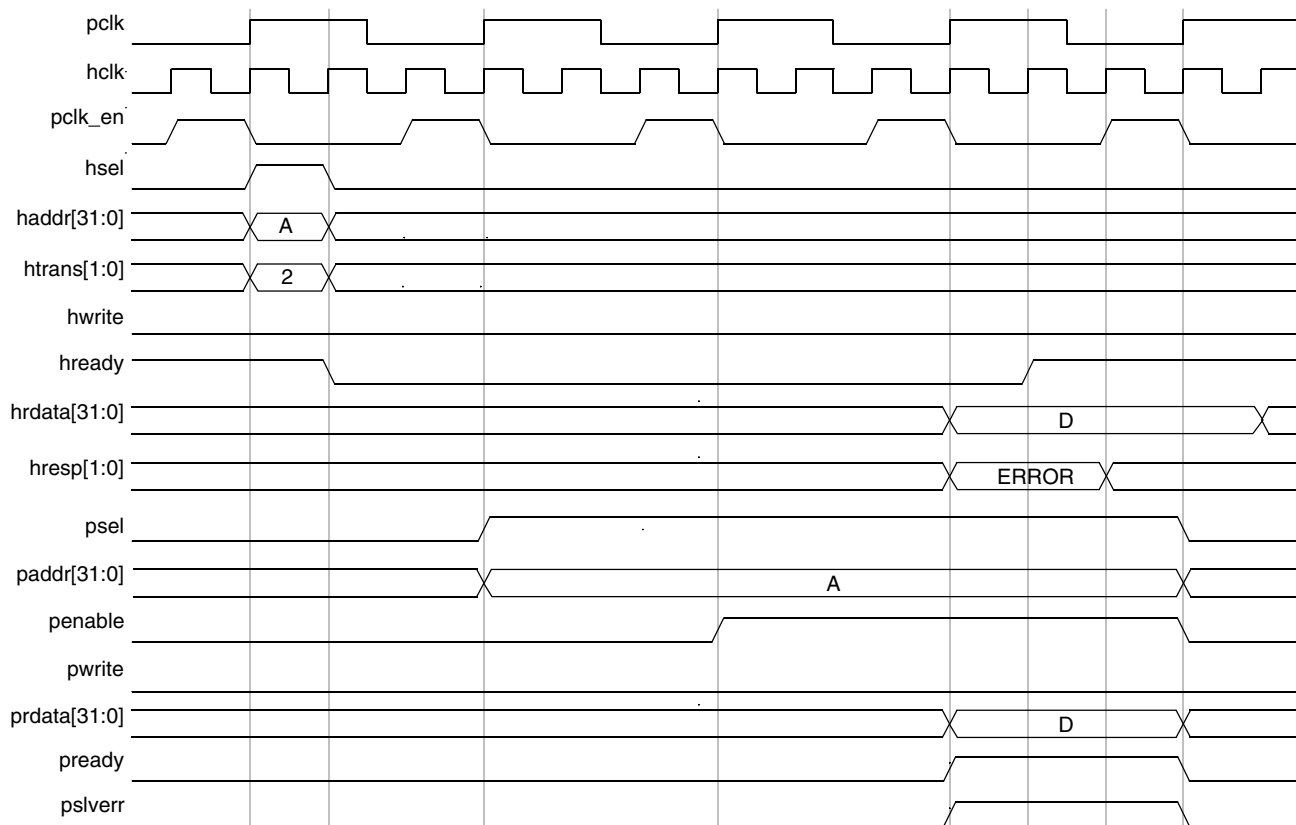 pclk
hclk
pclk_en
hsel
haddr[31:0]
A
htrans[1:0]
2
hwrite
hready
hrdata[31:0]
D
hresp[1:0]
ERROR
psel
paddr[31:0]
A
penable
pwrite
prdata[31:0]
D
pready
pslverr